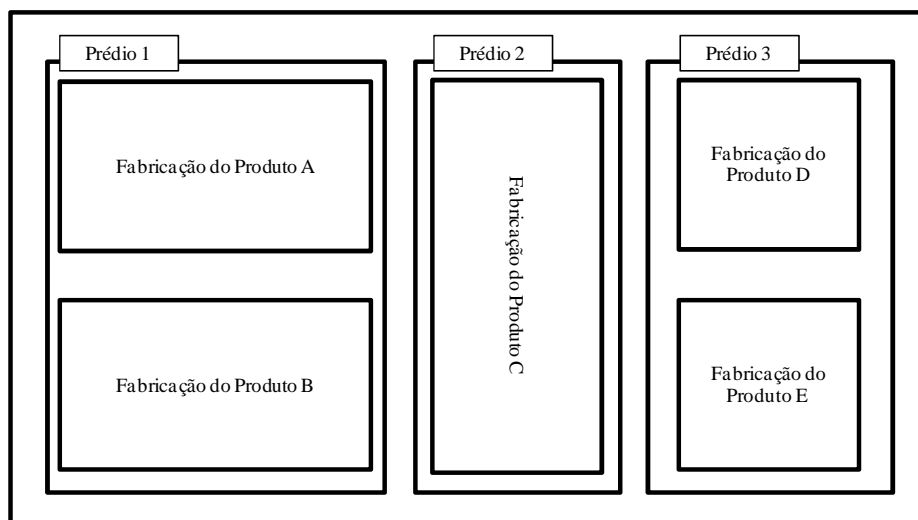 Prédio 1
Prédio 2
Prédio 3
Fabricação do Produto A
Fabricação do Produto B
Fabricação do Produto C
Fabricação do
Produto D
Fabricação do
Produto E